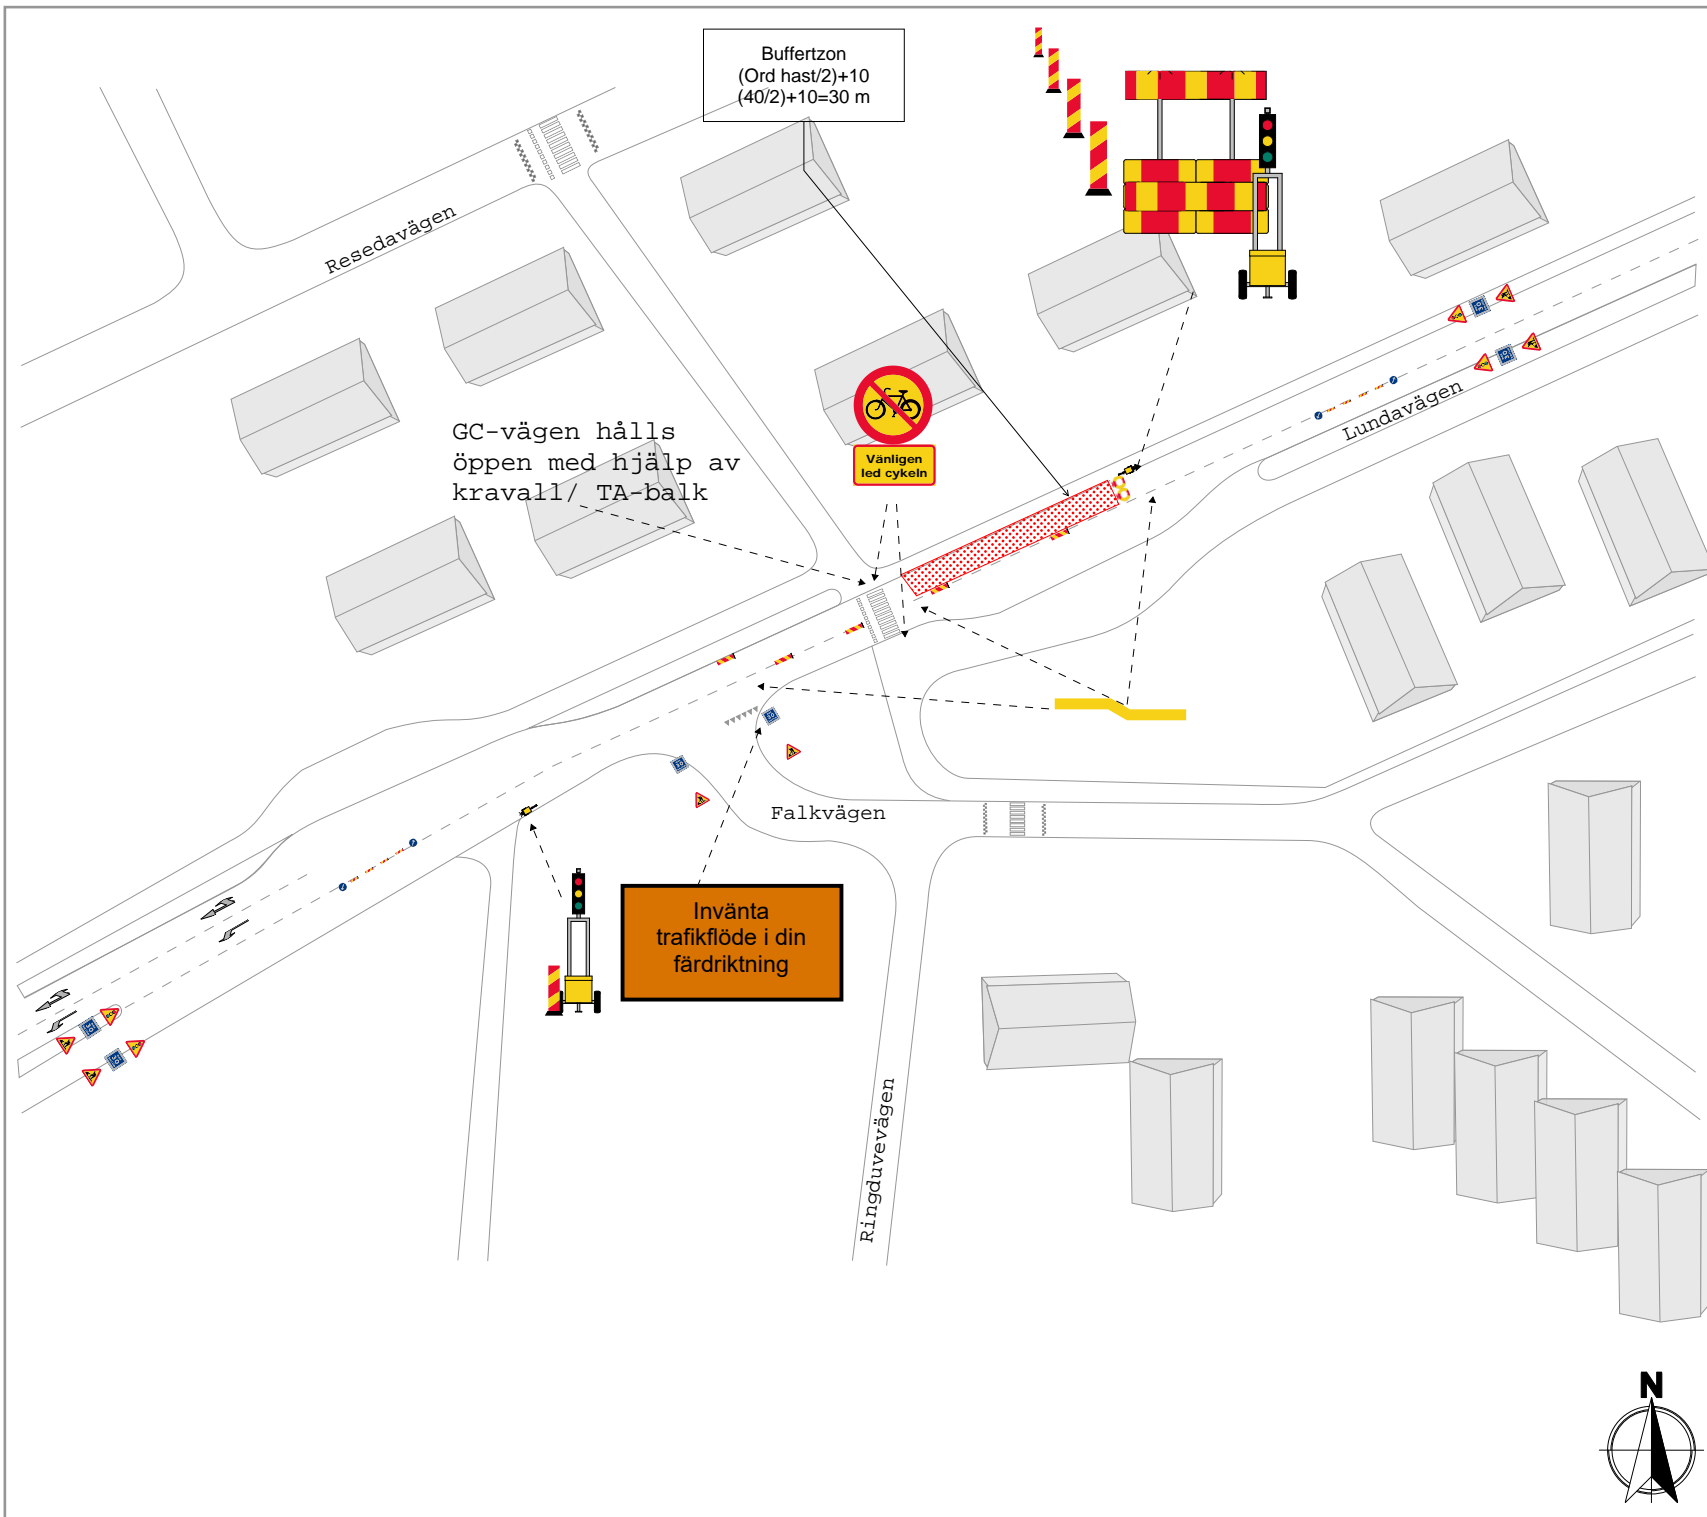 Buffertzon
(Ord hast/2)+10
(40/2)+10=30 m
Resedavägen
GC-vägen hålls
öppen med hjälp av
kravall/ TA-balk
Vänligen
led cykeln
Lundavägen
Falkvägen
Invänta
trafikflöde i din
färdriktning
Ringduvevägen
N